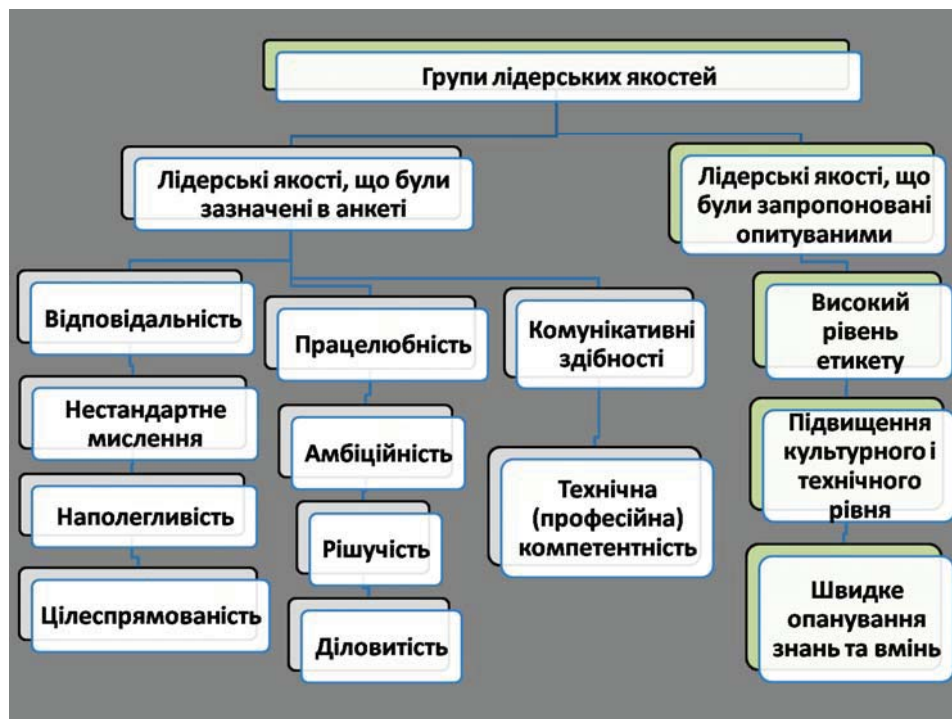 Групи лідерських якостей
Лідерські якості, що були
зазначені в анкеті
Лідерські якості, що
були запропоновані
опитуваними
Відповідальність
Нестандартне
мислення
Наполегливість
Цілеспрямованість
Працелюбність
Амбіційність
Рішучість
Діловитість
Комунікативні
здібності
Технічна
(професійна)
компетентність
Високий
рівень
етикету
Підвищення
культурного і
технічного
рівня
Швидке
опанування
знань та вмінь